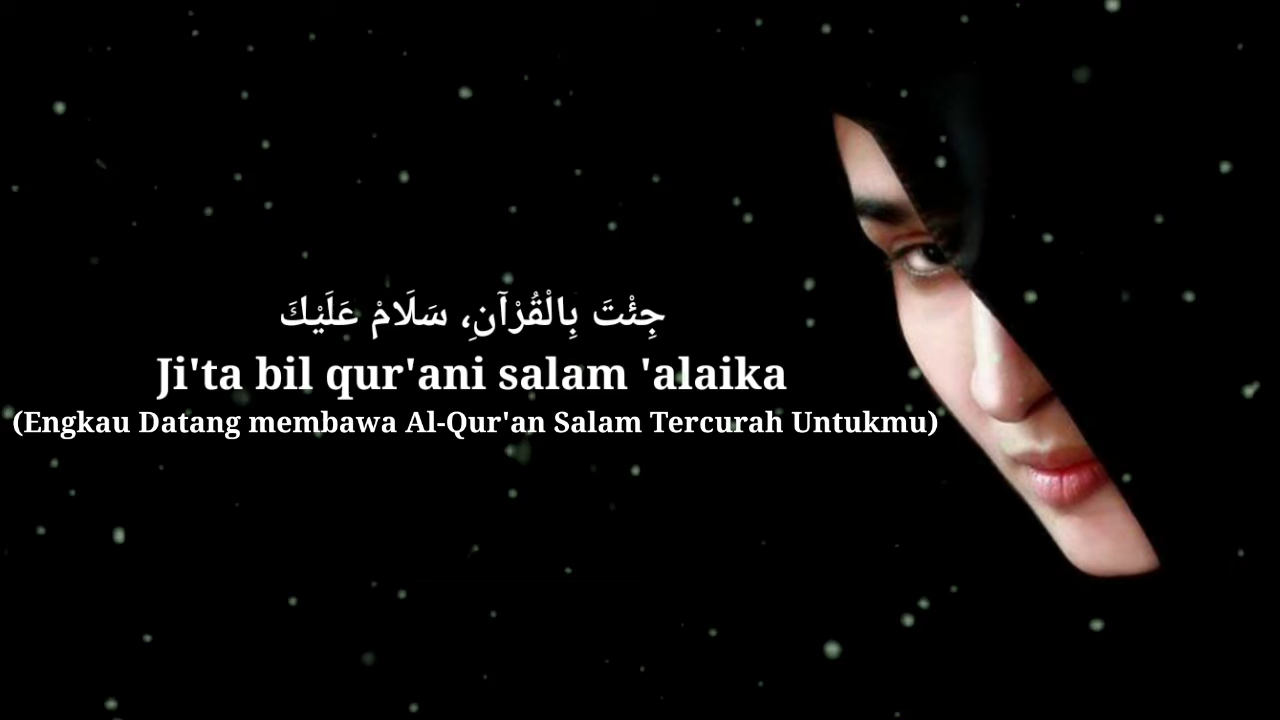 جِئْتَ بِالْقُرْآنِ، سَلَامْ عَلَيْكَ
Ji'ta bil qur'ani salam 'alaika
(Engkau Datang membawa Al-Qur'an Salam Tercurah Untukmu)